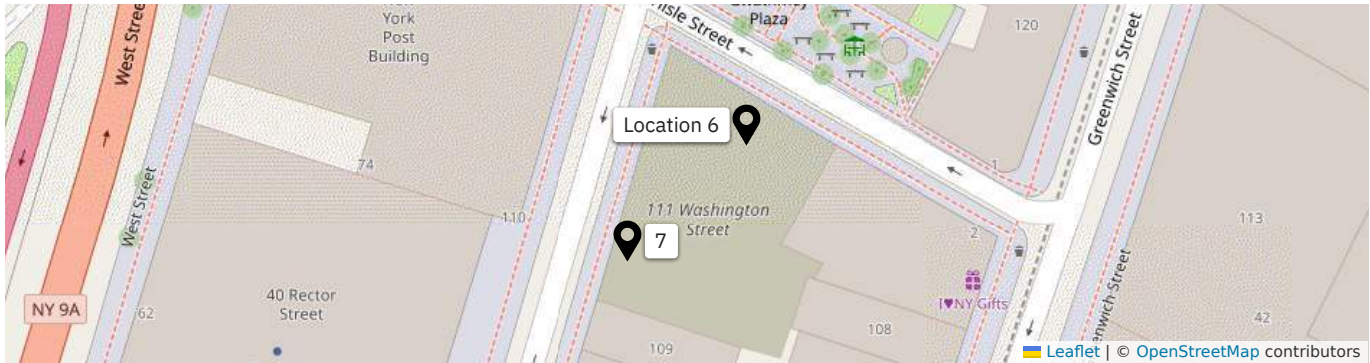 York
Post
Building
Plaza
120
West Street
Greenwich Street
Location 6
74
1
West Street
110
111 Washington
Street
113
2
7
40 Rector
Street
I♥NY Gifts
NY 9A
62
Greenwich Street
42
108
109
Leaflet | © OpenStreetMap contributors